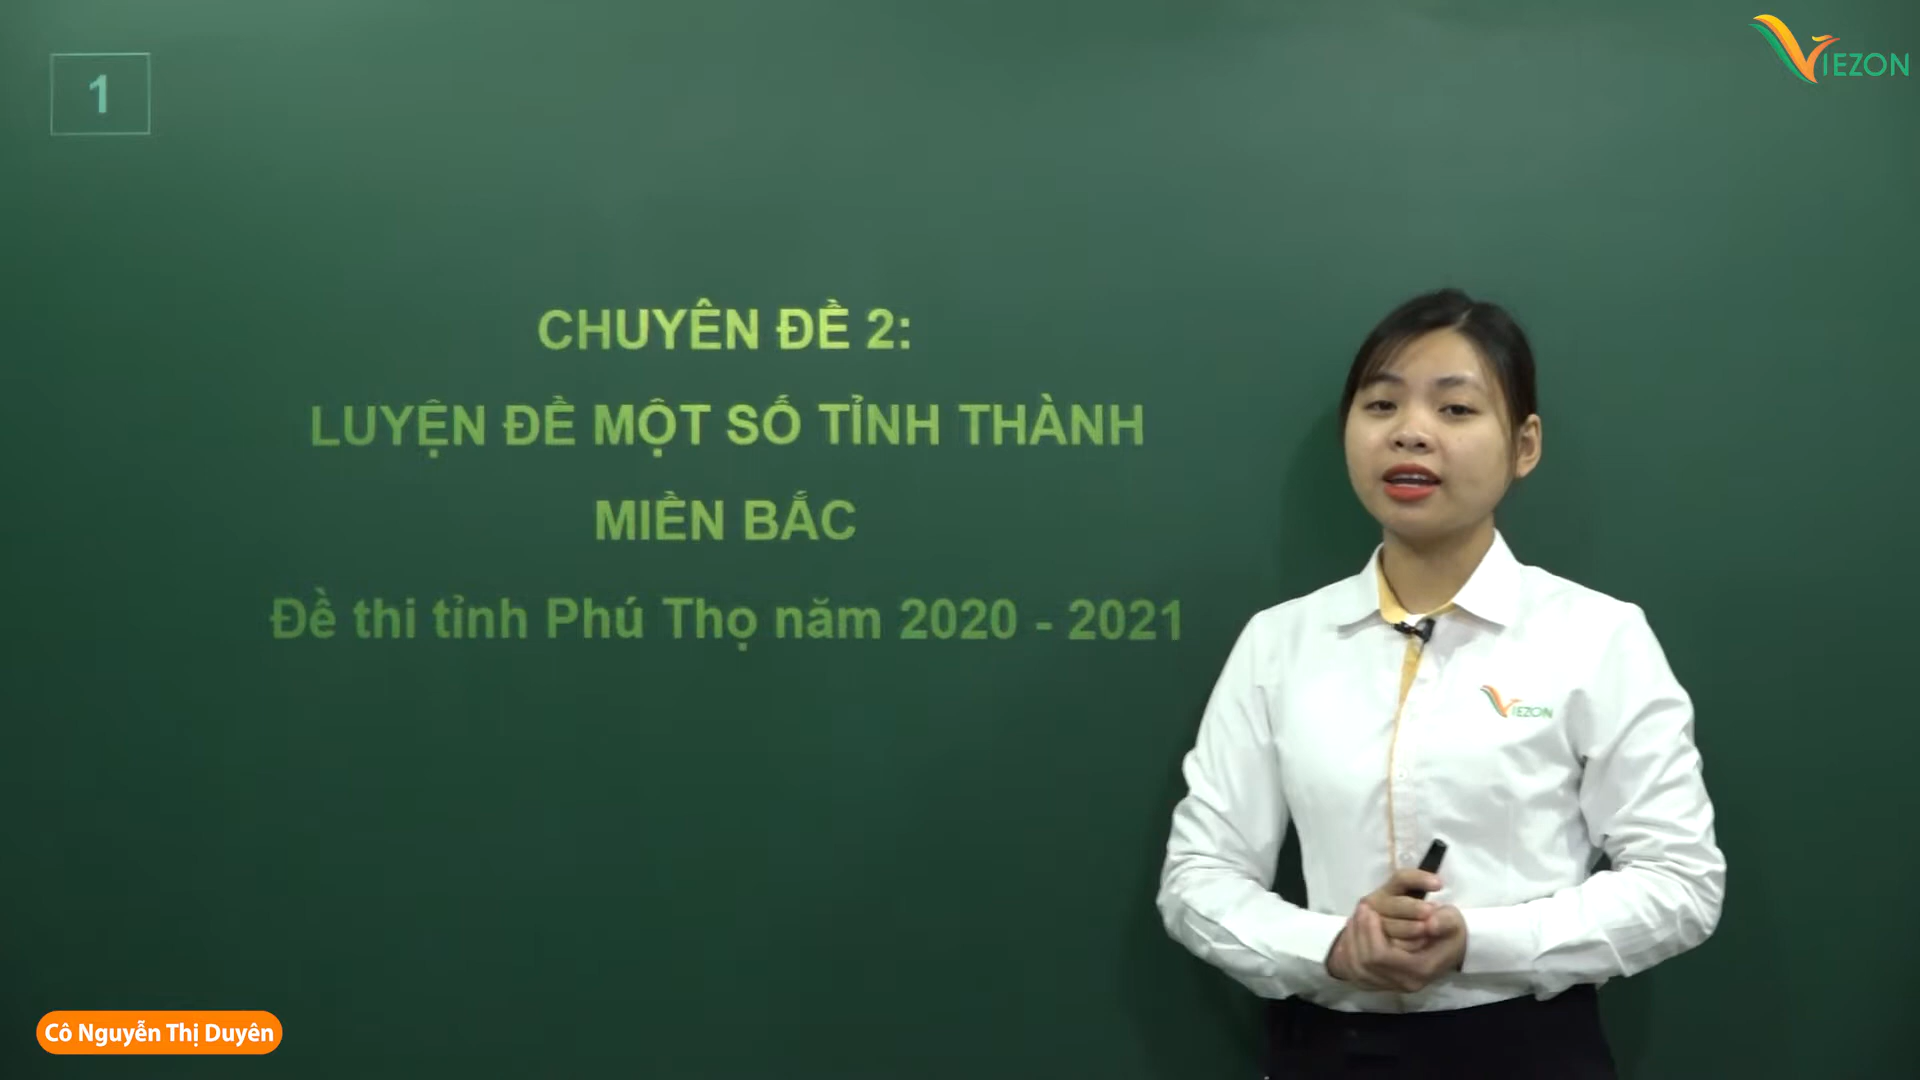 1
VIEZON
CHUYÊN ĐỀ 2:
LUYỆN ĐỀ MỘT SỐ TỈNH THÀNH
MIỀN BẮC
Đề thi tỉnh Phú Thọ năm 2020 - 2021
VIEZON
Cô Nguyễn Thị Duyên